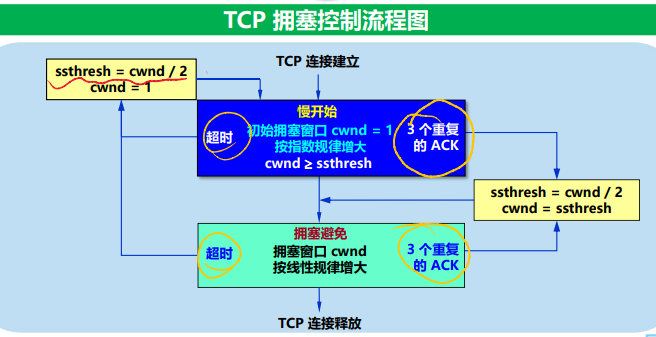 TCP 拥塞控制流程图
TCP 连接建立
ssthresh = cwnd / 2
cwnd = 1
慢开始
超时
初始拥塞窗口 cwnd = 1
按指数规律增大
cwnd ≥ ssthresh
3 个重复
的 ACK
ssthresh = cwnd / 2
cwnd = ssthresh
拥塞避免
超时
拥塞窗口 cwnd
按线性规律增大
3 个重复
的 ACK
TCP 连接释放